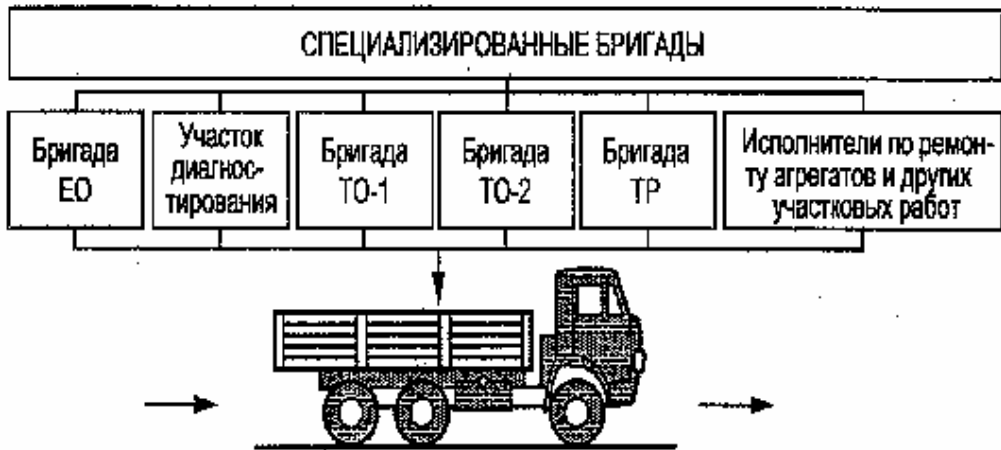 СПЕЦИАЛИЗИРОВАННЫЕ БРИГАДЫ
Бригада
ЕО
Участок
диагнос-
тирования
Бригада
ТО-1
Бригада
ТО-2
Бригада
ТР
Исполнители по ремон-
ту агрегатов и других
участковых работ